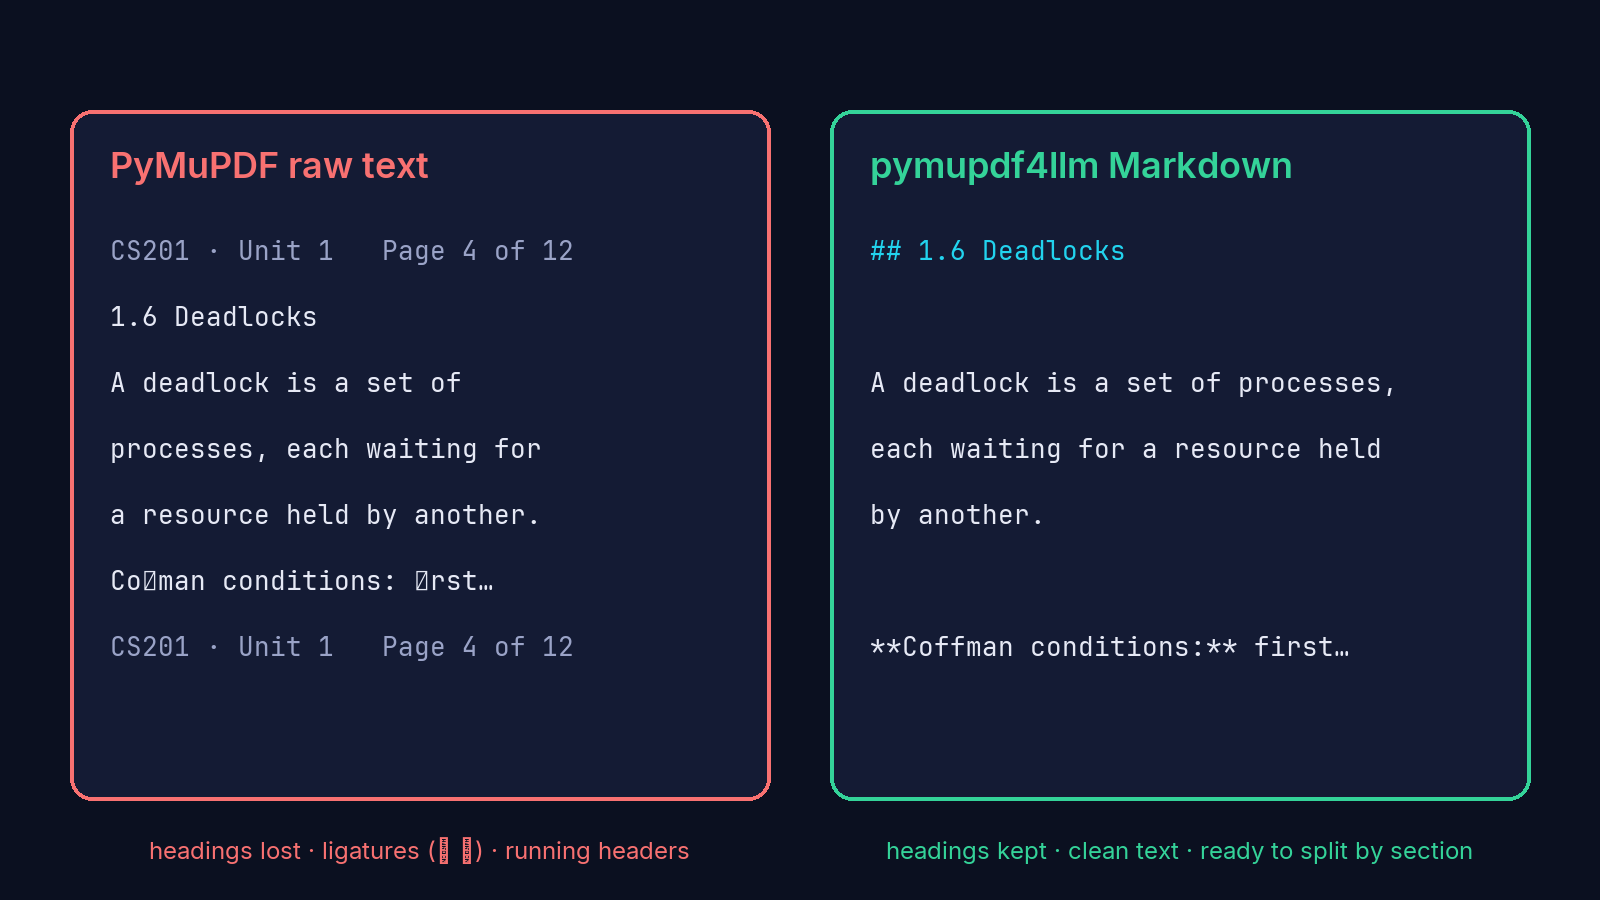 PyMuPDF raw text
CS201 · Unit 1 Page 4 of 12
1.6 Deadlocks
A deadlock is a set of
processes, each waiting for
a resource held by another.
conditions:
CS201 · Unit 1 Page 4 of 12
headings lost · ligatures ( ) · running headers
pymupdf4llm Markdown
## 1.6 Deadlocks
A deadlock is a set of processes,
each waiting for a resource held
by another.
**Coffman conditions:** first…
headings kept · clean text · ready to split by section